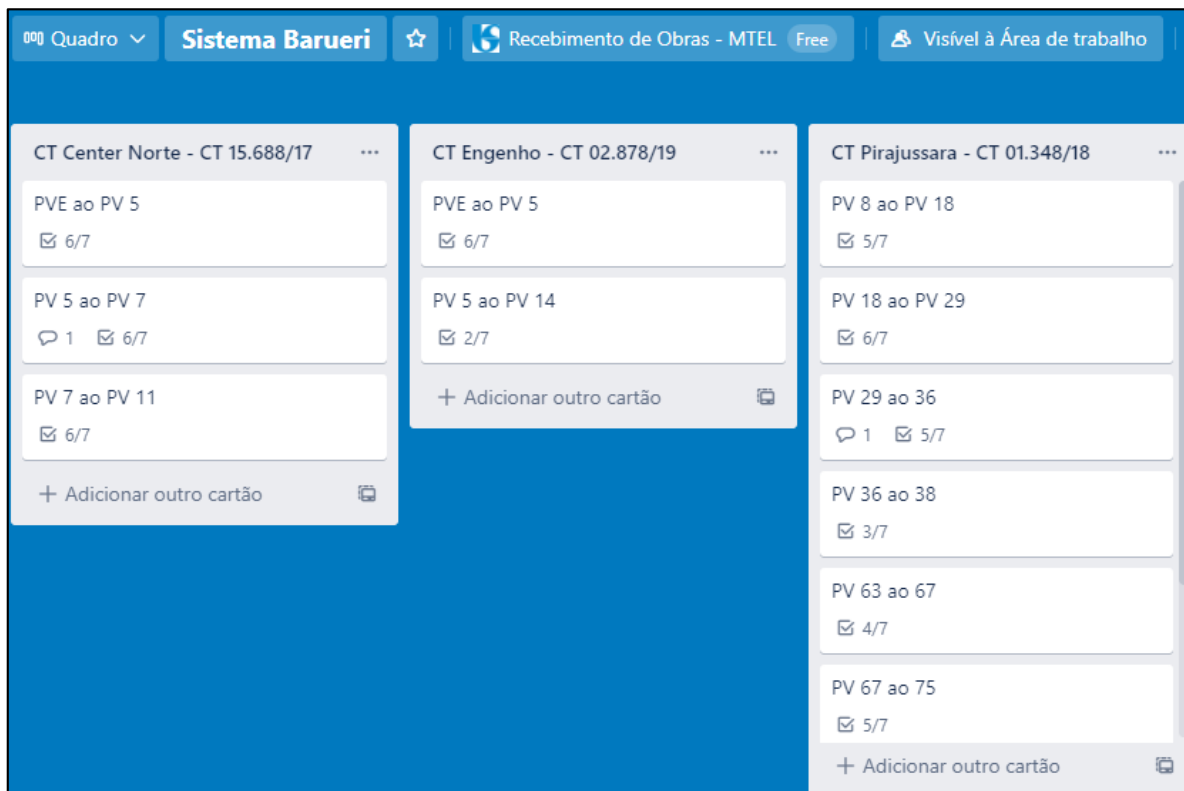 Quadro
Sistema Barueri
Recebimento de Obras - MTEL Free
Visível à Área de trabalho
CT Center Norte - CT 15.688/17
PVE ao PV 5
6/7
PV 5 ao PV 7
1 6/7
PV 7 ao PV 11
6/7
+ Adicionar outro cartão
CT Engenho - CT 02.878/19
PVE ao PV 5
6/7
PV 5 ao PV 14
2/7
+ Adicionar outro cartão
CT Pirajussara - CT 01.348/18
PV 8 ao PV 18
5/7
PV 18 ao PV 29
6/7
PV 29 ao 36
1 5/7
PV 36 ao 38
3/7
PV 63 ao 67
4/7
PV 67 ao 75
5/7
+ Adicionar outro cartão